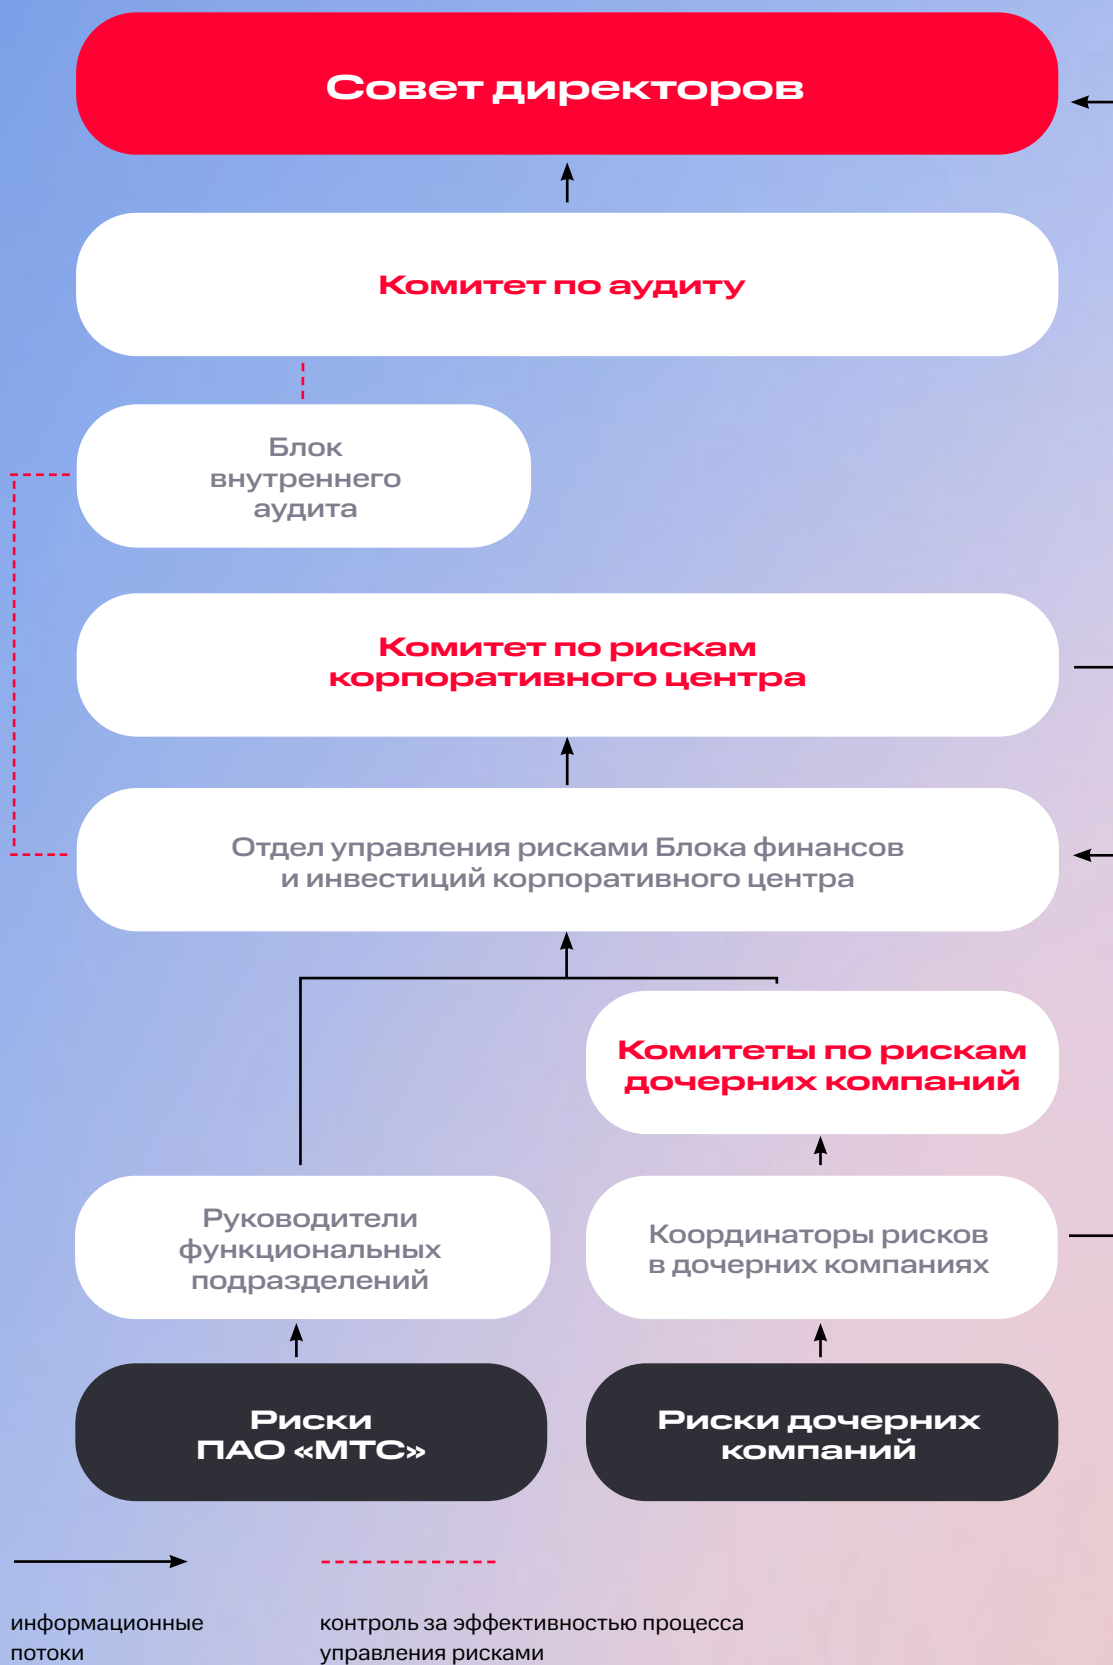 Совет директоров
Комитет по аудиту
Блок
внутреннего
аудита
Комитет по рискам
корпоративного центра
Отдел управления рисками Блока финансов
и инвестиций корпоративного центра
Комитеты по рискам
дочерних компаний
Руководители
функциональных
подразделений
Координаторы рисков
в дочерних компаниях
Риски
ПАО «МТС»
Риски дочерних
компаний
информационные
потоки
контроль за эффективностью процесса
управления рисками